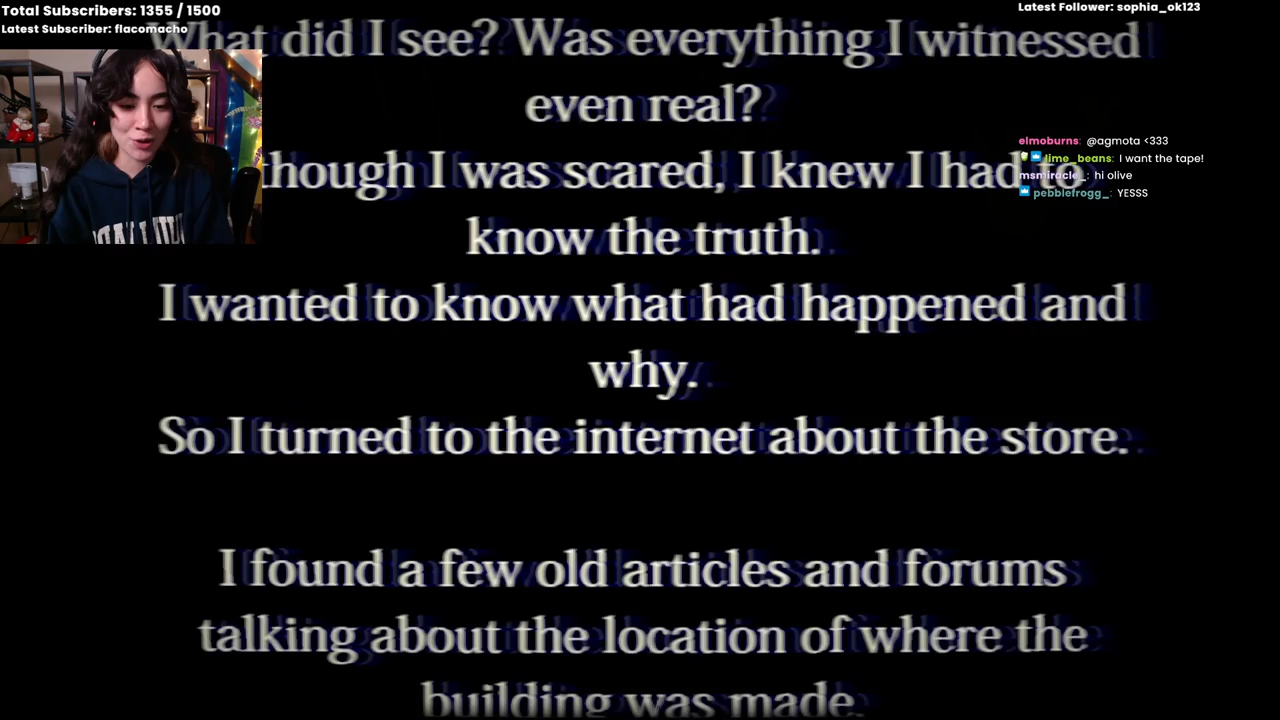 Total Subscribers: 1355 / 1500
Latest Subscriber: flacomacho
Latest Follower: sophia_ok123
What did I see? Was everything I witnessed
even real?
though I was scared, I knew I had to
know the truth.
I wanted to know what had happened and
why.
So I turned to the internet about the store.
I found a few old articles and forums
talking about the location of where the
building was made.
elmoburns: @agmota <333
lime_beans: I want the tape!
msmiracle_: hi olive
pebblefrogg_: YESSS